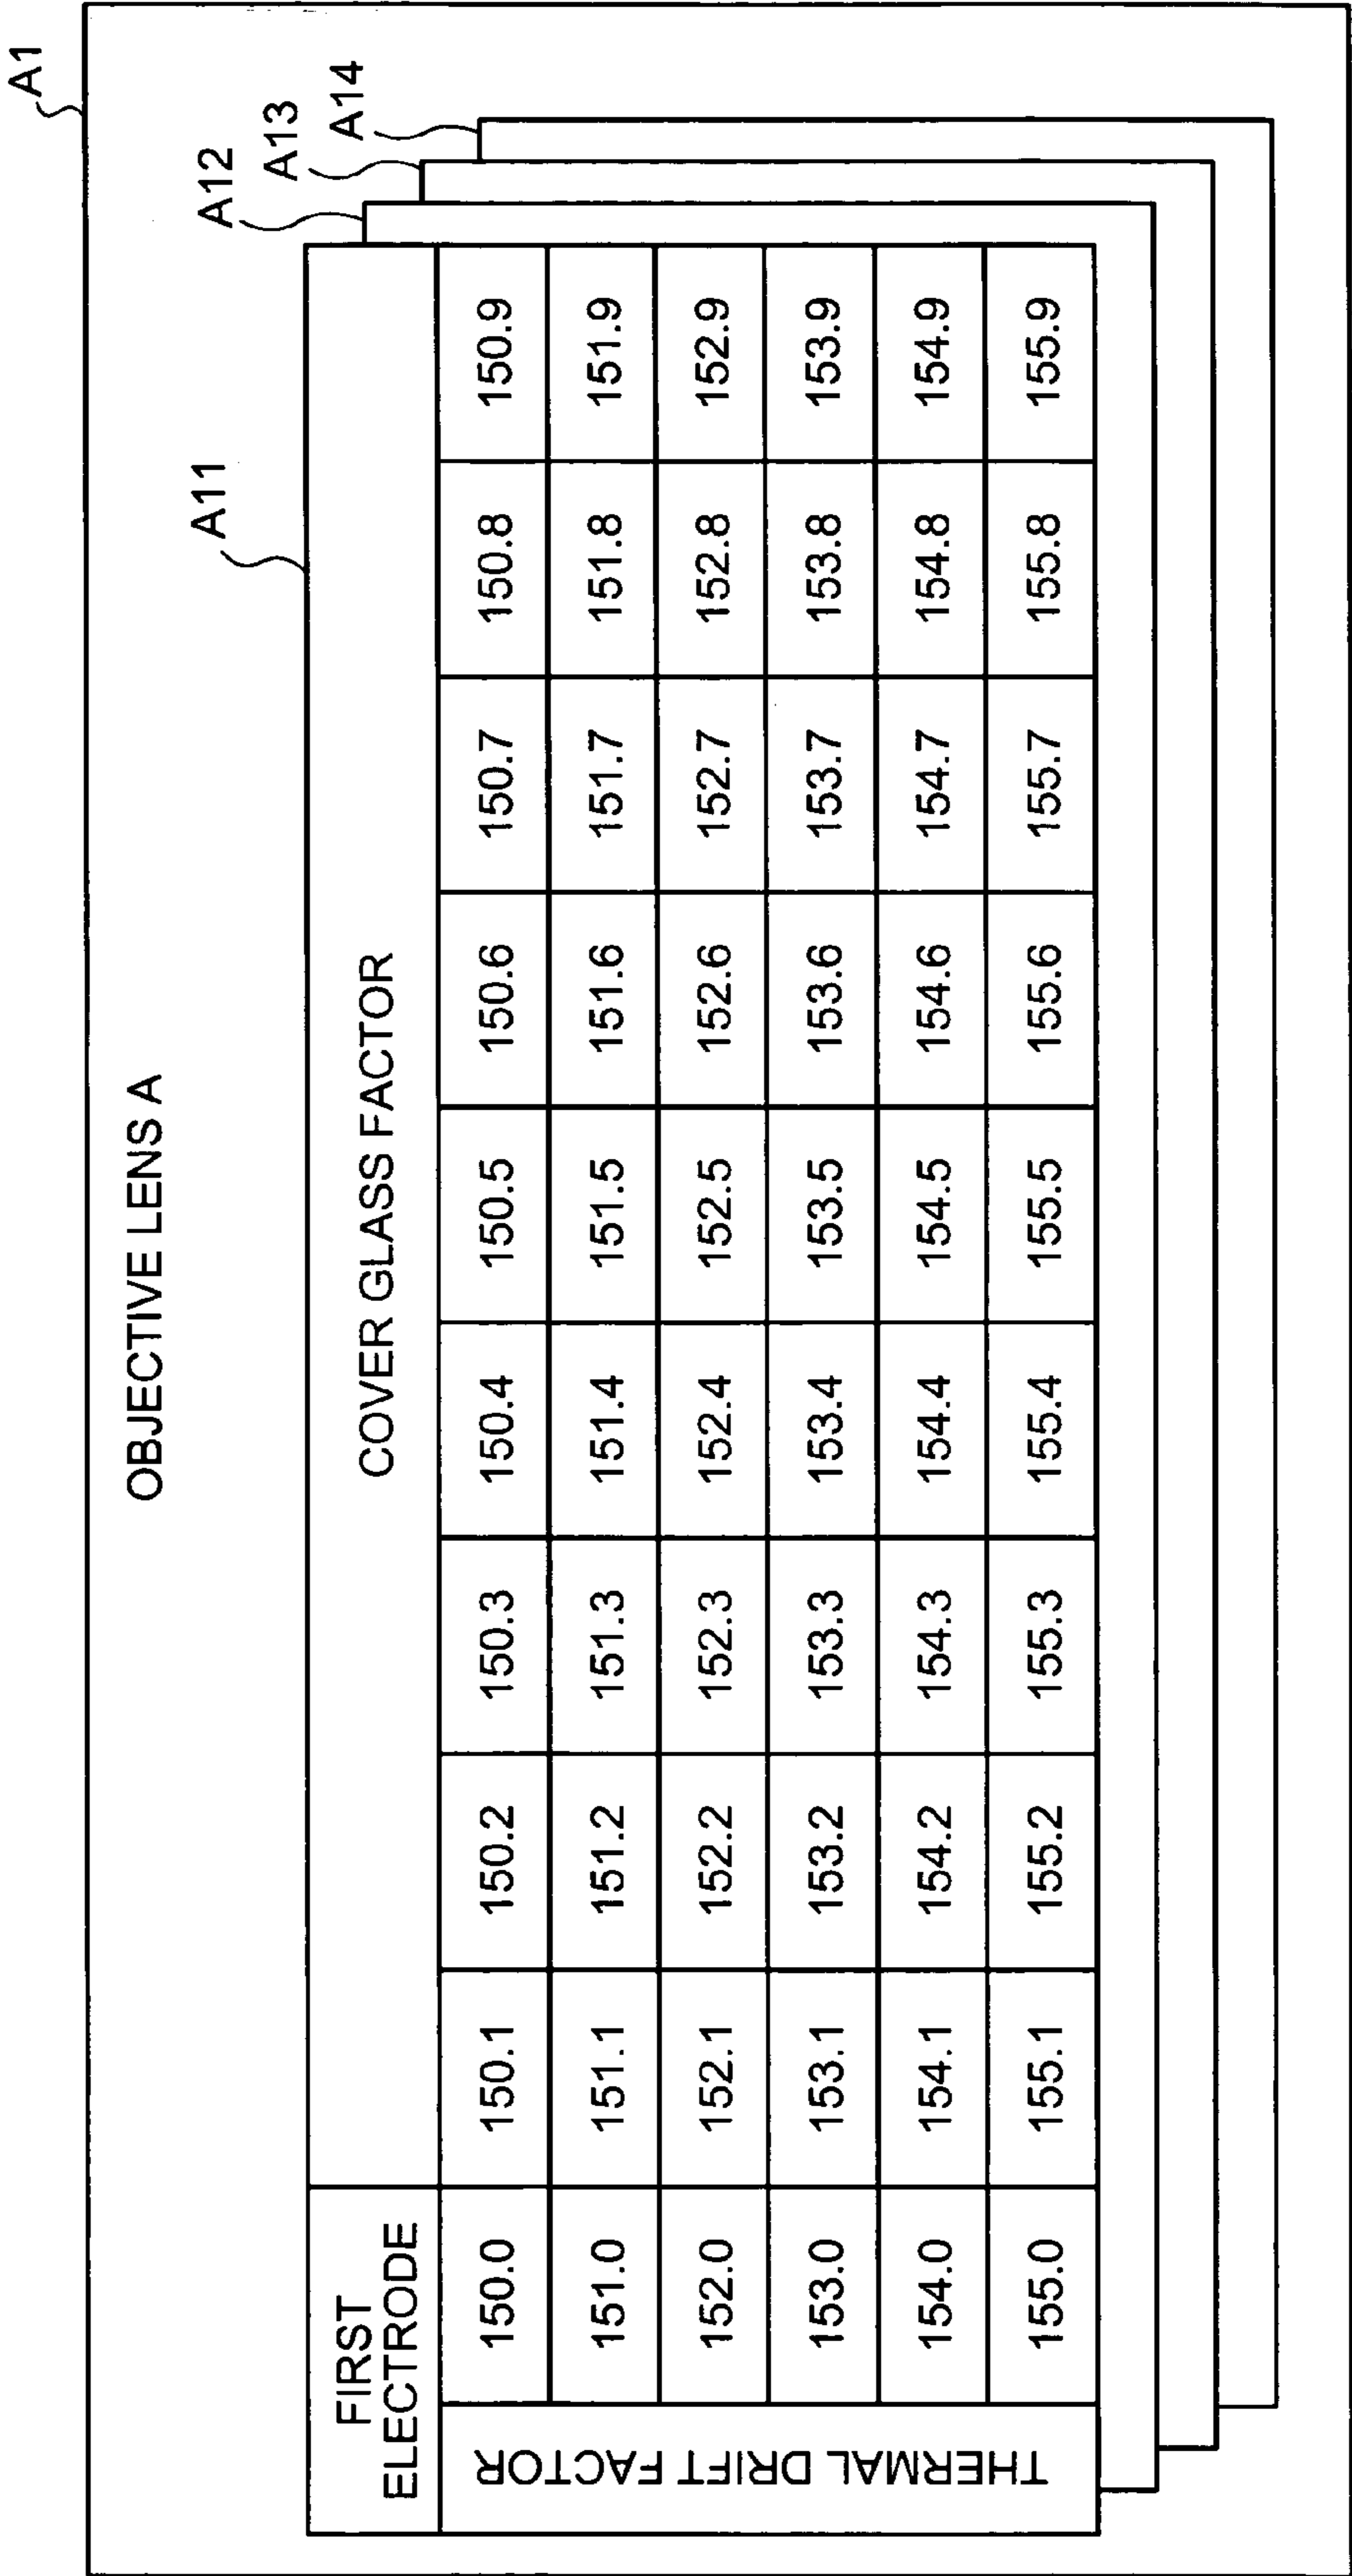 A1
OBJECTIVE LENS A
A11
A12
A13
A14
FIRST
ELECTRODE
COVER GLASS FACTOR
THERMAL DRIFT FACTOR
150.0 150.1 150.2 150.3 150.4 150.5 150.6 150.7 150.8 150.9
151.0 151.1 151.2 151.3 151.4 151.5 151.6 151.7 151.8 151.9
152.0 152.1 152.2 152.3 152.4 152.5 152.6 152.7 152.8 152.9
153.0 153.1 153.2 153.3 153.4 153.5 153.6 153.7 153.8 153.9
154.0 154.1 154.2 154.3 154.4 154.5 154.6 154.7 154.8 154.9
155.0 155.1 155.2 155.3 155.4 155.5 155.6 155.7 155.8 155.9